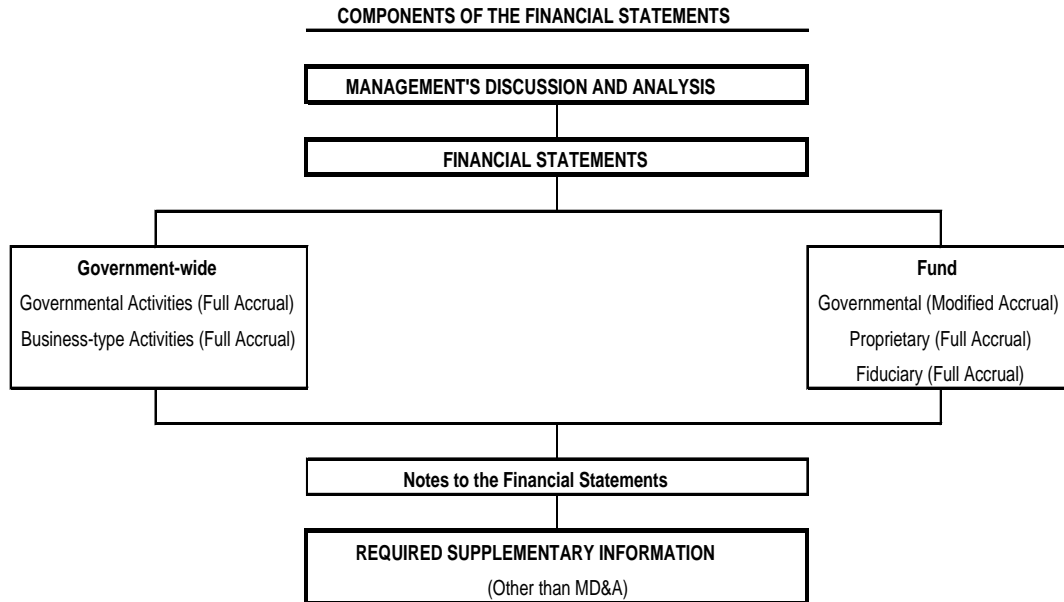 COMPONENTS OF THE FINANCIAL STATEMENTS
MANAGEMENT'S DISCUSSION AND ANALYSIS
FINANCIAL STATEMENTS
Government-wide
Governmental Activities (Full Accrual)
Business-type Activities (Full Accrual)
Fund
Governmental (Modified Accrual)
Proprietary (Full Accrual)
Fiduciary (Full Accrual)
Notes to the Financial Statements
REQUIRED SUPPLEMENTARY INFORMATION
(Other than MD&A)